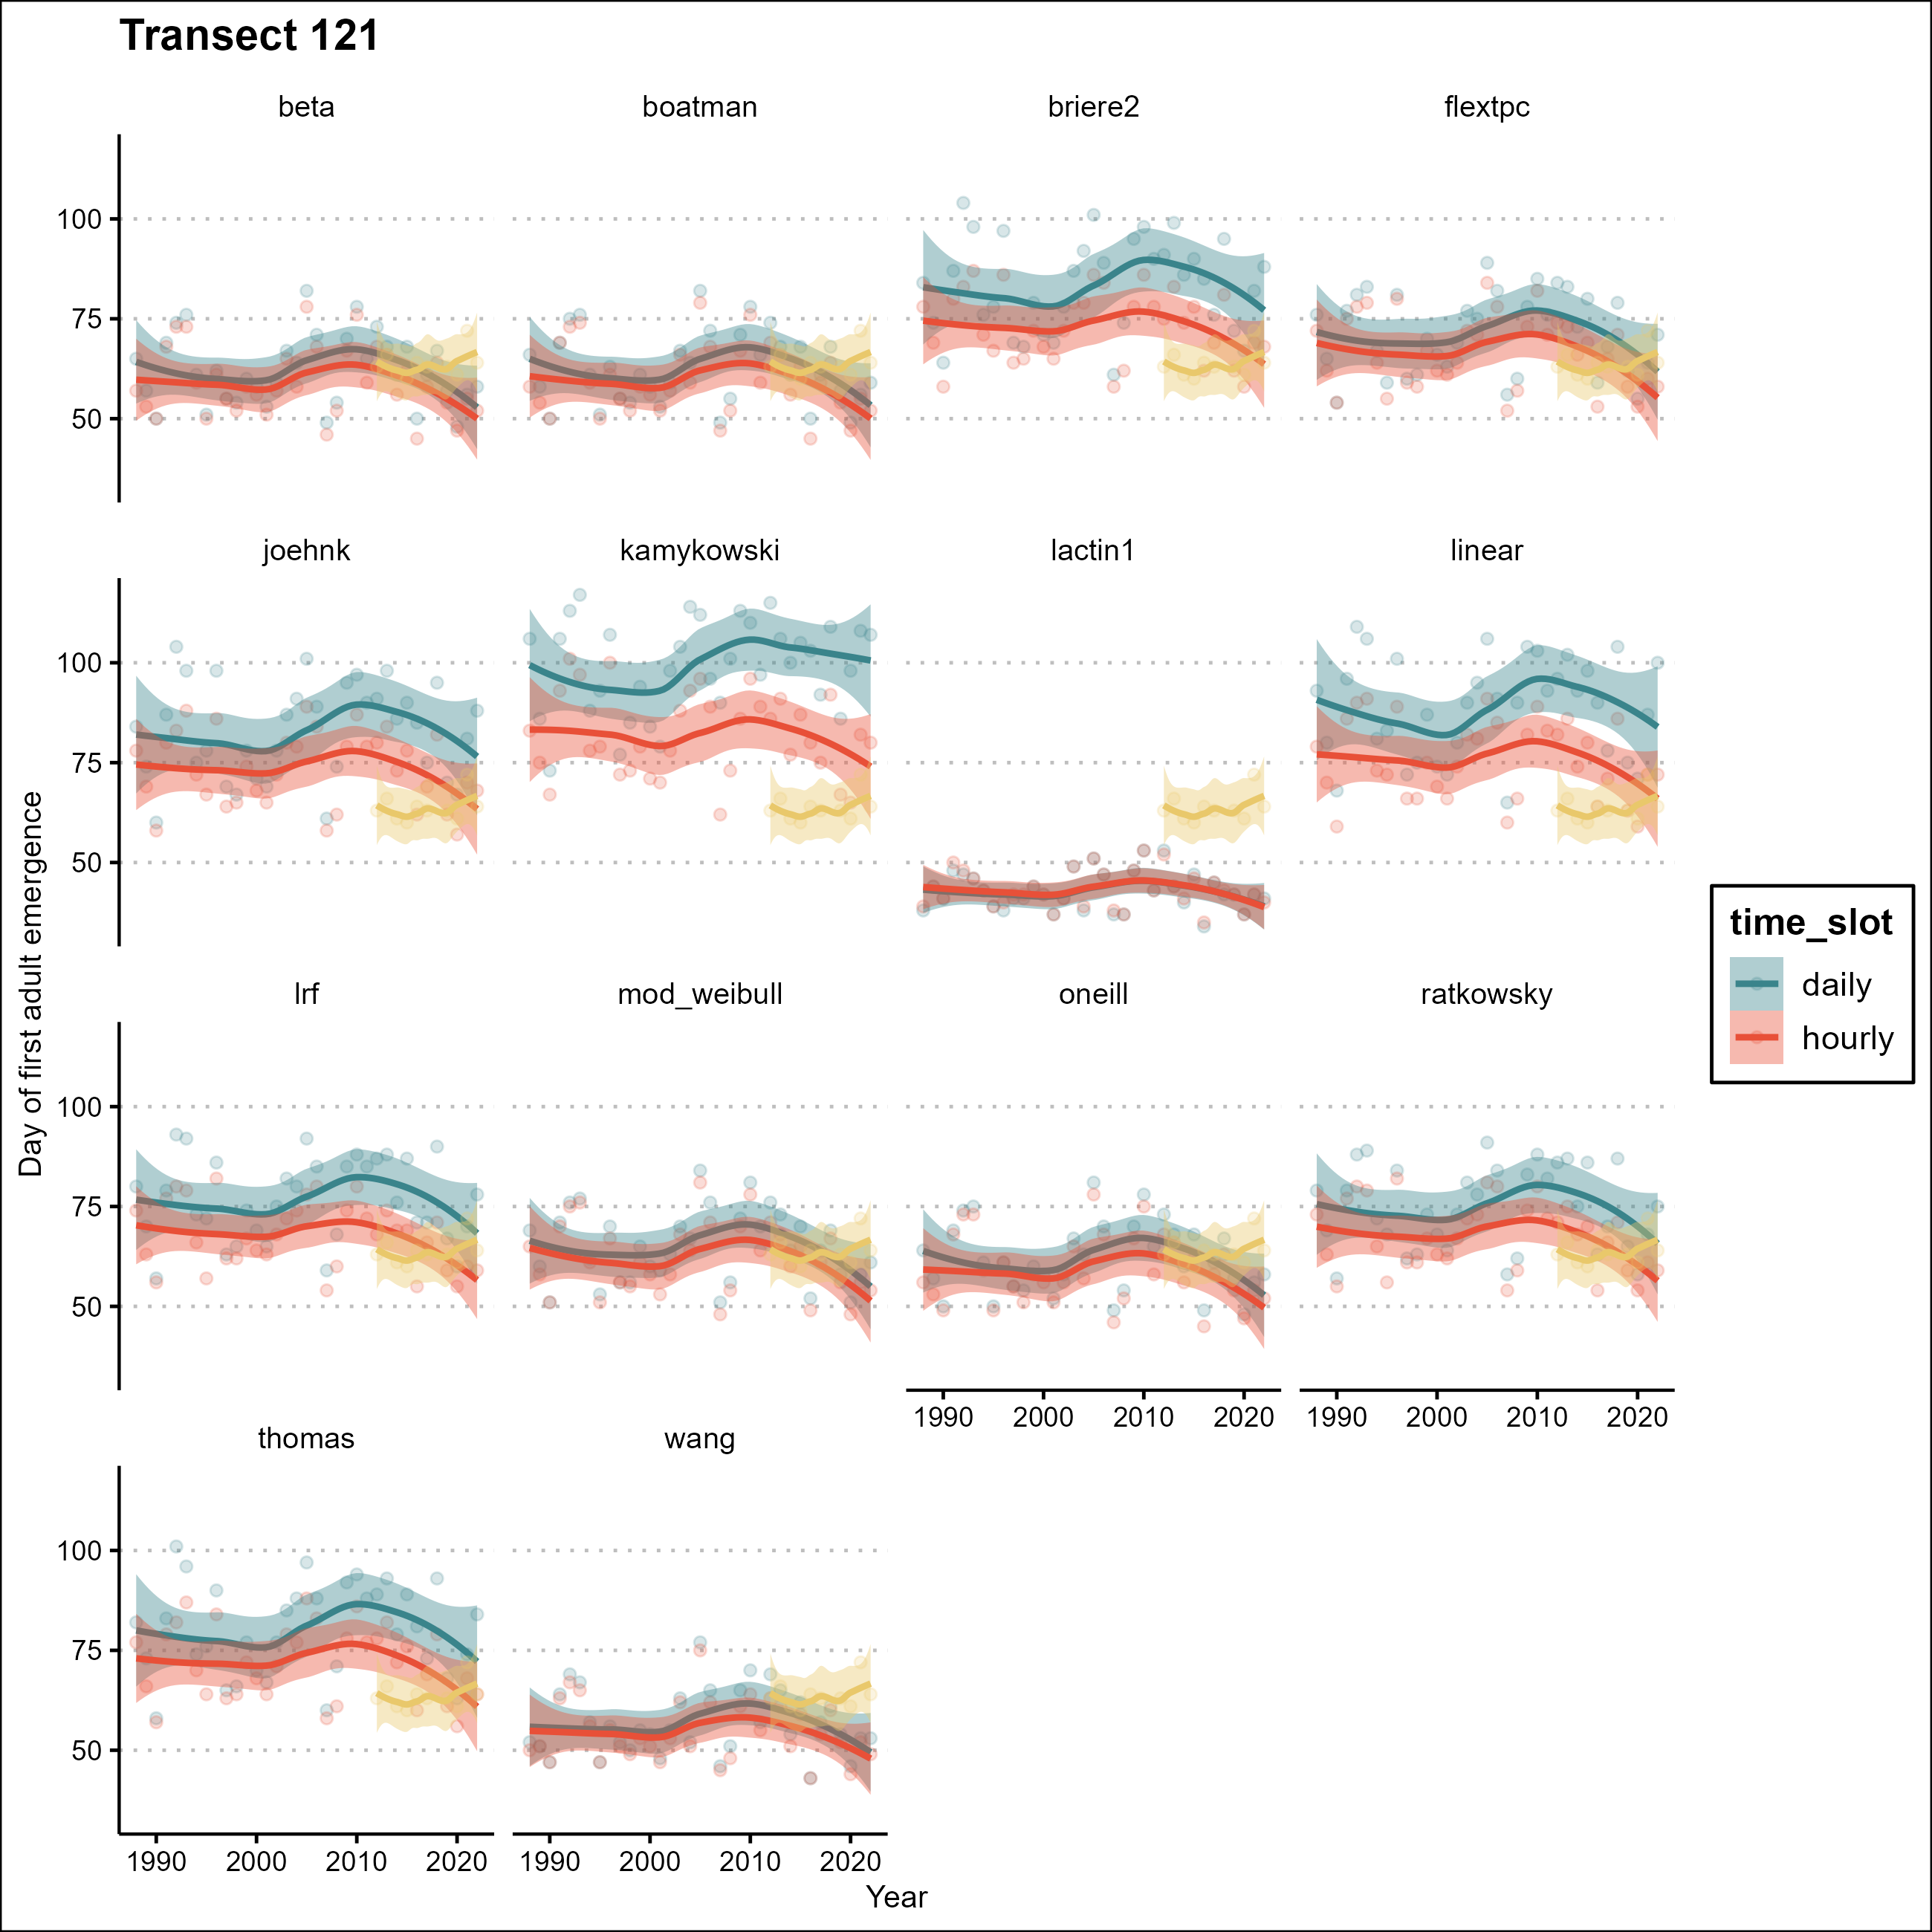 Transect 121
beta boatman briere2 flextpc
100
75
50
joehnk kamykowski lactin1 linear
100
75
50
Day of first adult emergence
time_slot
daily
hourly
lrf mod_weibull oneill ratkowsky
100
75
50
1990 2000 2010 2020 1990 2000 2010 2020
thomas wang
100
75
50
1990 2000 2010 2020 1990 2000 2010 2020
Year